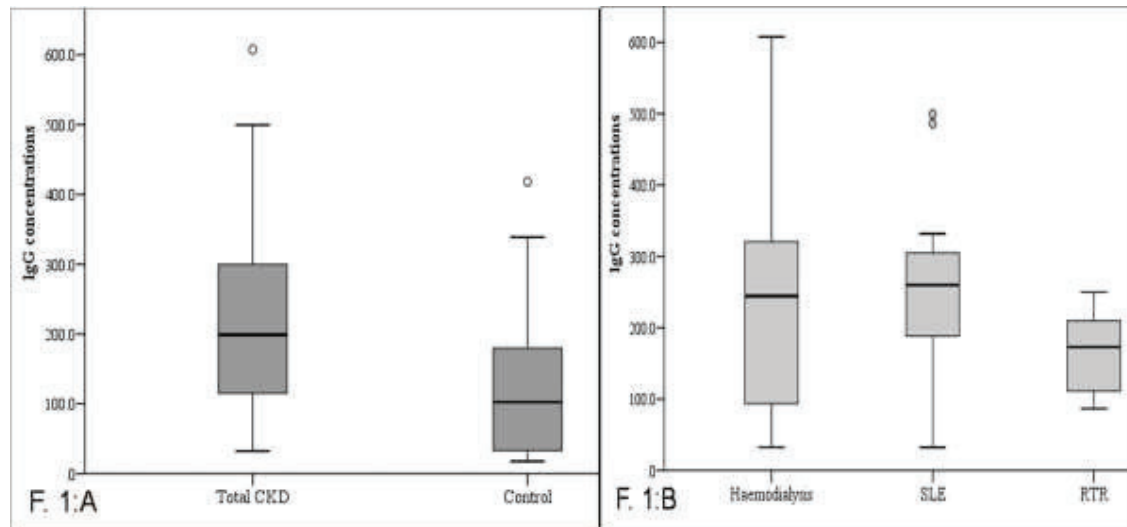 IgG concentrations
600.0
500.0
400.0
300.0
200.0
100.0
0
Total CKD
Control
F. 1:A
IgG concentrations
600.0
500.0
400.0
300.0
200.0
100.0
0
Haemodialysis
SLE
RTR
F. 1:B